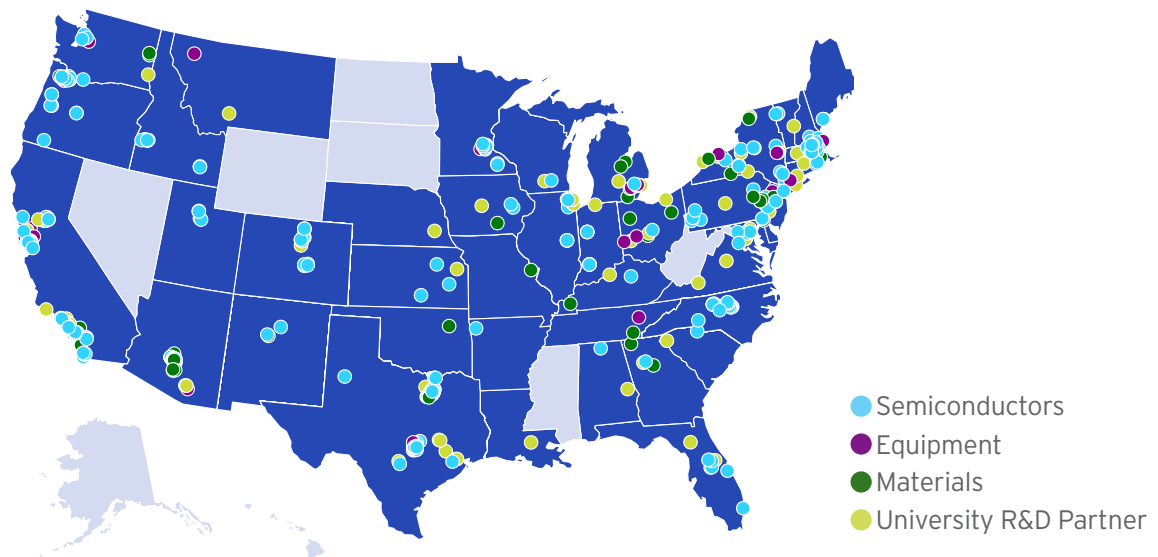 Semiconductors
Equipment
Materials
University R&D Partner